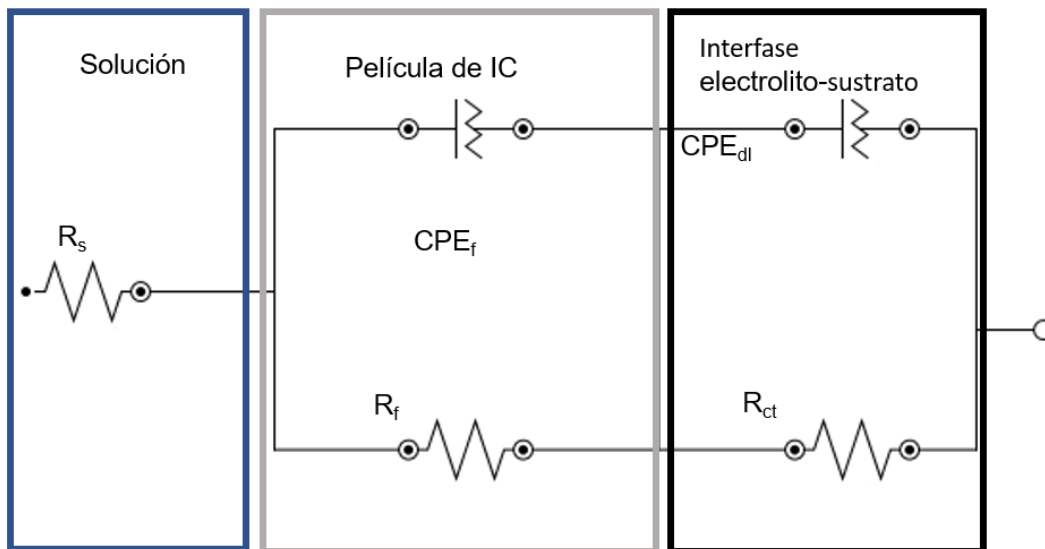 Solución
Película de IC
Interfase
electrolito-sustrato
CPEdl
Rs
CPEf
Rf
Rct